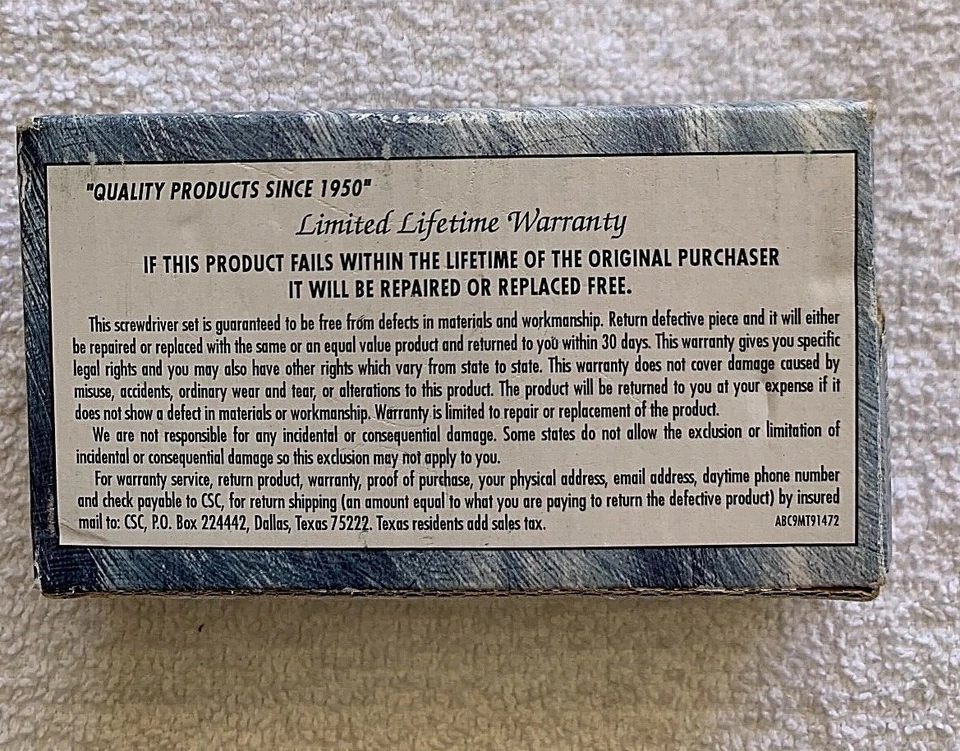 "QUALITY PRODUCTS SINCE 1950"
Limited Lifetime Warranty
IF THIS PRODUCT FAILS WITHIN THE LIFETIME OF THE ORIGINAL PURCHASER
IT WILL BE REPAIRED OR REPLACED FREE.
This screwdriver set is guaranteed to be free from defects in materials and workmanship. Return defective piece and it will either
be repaired or replaced with the same or an equal value product and returned to you within 30 days. This warranty gives you specific
legal rights and you may also have other rights which vary from state to state. This warranty does not cover damage caused by
misuse, accidents, ordinary wear and tear, or alterations to this product. The product will be returned to you at your expense if it
does not show a defect in materials or workmanship. Warranty is limited to repair or replacement of the product.
We are not responsible for any incidental or consequential damage. Some states do not allow the exclusion or limitation of
incidental or consequential damage so this exclusion may not apply to you.
For warranty service, return product, warranty, proof of purchase, your physical address, email address, daytime phone number
and check payable to CSC, for return shipping (an amount equal to what you are paying to return the defective product) by insured
mail to: CSC, P.O. Box 224442, Dallas, Texas 75222. Texas residents add sales tax.
ABC9MT91472